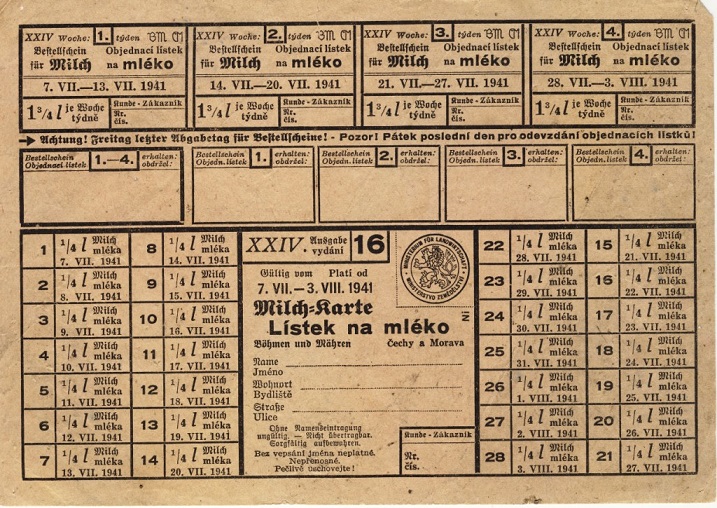 XXIV Woche: 1. týden BM ČM
Bestellschein Objednací lístek
für Milch na mléko
7. VII.—13. VII. 1941
1 3/4 l je Woche týdně
Kunde - Zákazník
Nr.
čís.
XXIV Woche: 2. týden BM ČM
Bestellschein Objednací lístek
für Milch na mléko
14. VII.—20. VII. 1941
1 3/4 l je Woche týdně
Kunde - Zákazník
Nr.
čís.
XXIV Woche: 3. týden BM ČM
Bestellschein Objednací lístek
für Milch na mléko
21. VII.—27. VII. 1941
1 3/4 l je Woche týdně
Kunde - Zákazník
Nr.
čís.
XXIV Woche: 4. týden BM ČM
Bestellschein Objednací lístek
für Milch na mléko
28. VII.—3. VIII. 1941
1 3/4 l je Woche týdně
Kunde - Zákazník
Nr.
čís.
→ Achtung! Freitag letzter Abgabetag für Bestellscheine! - Pozor! Pátek poslední den pro odevzdání objednacích lístků!
Bestellschein 1.—4. erhalten:
Objednací lístek obdržel:
Bestellschein 1. erhalten:
Objedn. lístek obdržel:
Bestellschein 2. erhalten:
Objedn. lístek obdržel:
Bestellschein 3. erhalten:
Objedn. lístek obdržel:
Bestellschein 4. erhalten:
Objedn. lístek obdržel:
1 1/4 l Milch mléka 7. VII. 1941
8 1/4 l Milch mléka 14. VII. 1941
2 1/4 l Milch mléka 8. VII. 1941
9 1/4 l Milch mléka 15. VII. 1941
3 1/4 l Milch mléka 9. VII. 1941
10 1/4 l Milch mléka 16. VII. 1941
4 1/4 l Milch mléka 10. VII. 1941
11 1/4 l Milch mléka 17. VII. 1941
5 1/4 l Milch mléka 11. VII. 1941
12 1/4 l Milch mléka 18. VII. 1941
6 1/4 l Milch mléka 12. VII. 1941
13 1/4 l Milch mléka 19. VII. 1941
7 1/4 l Milch mléka 13. VII. 1941
14 1/4 l Milch mléka 20. VII. 1941
XXIV. Ausgabe vydání 16
MINISTERIUM FÜR LANDWIRTSCHAFT
MINISTERSTVO ZEMĚDĚLSTVÍ
Gültig vom Platí od
7. VII.—3. VIII. 1941
Milch-Karte
Lístek na mléko
Böhmen und Mähren Čechy a Morava
Name
Jméno
Wohnort
Bydliště
Straße
Ulice
Ohne Namenseintragung
ungültig. — Nicht übertragbar.
Sorgfältig aufbewahren.
Bez vepsání jména neplatné.
Nepřenosné.
Pečlivě uschovejte!
Kunde - Zákazník
Nr.
čís.
22 1/4 l Milch mléka 28. VII. 1941
15 1/4 l Milch mléka 21. VII. 1941
23 1/4 l Milch mléka 29. VII. 1941
16 1/4 l Milch mléka 22. VII. 1941
24 1/4 l Milch mléka 30. VII. 1941
17 1/4 l Milch mléka 23. VII. 1941
25 1/4 l Milch mléka 31. VII. 1941
18 1/4 l Milch mléka 24. VII. 1941
26 1/4 l Milch mléka 1. VIII. 1941
19 1/4 l Milch mléka 25. VII. 1941
27 1/4 l Milch mléka 2. VIII. 1941
20 1/4 l Milch mléka 26. VII. 1941
28 1/4 l Milch mléka 3. VIII. 1941
21 1/4 l Milch mléka 27. VII. 1941